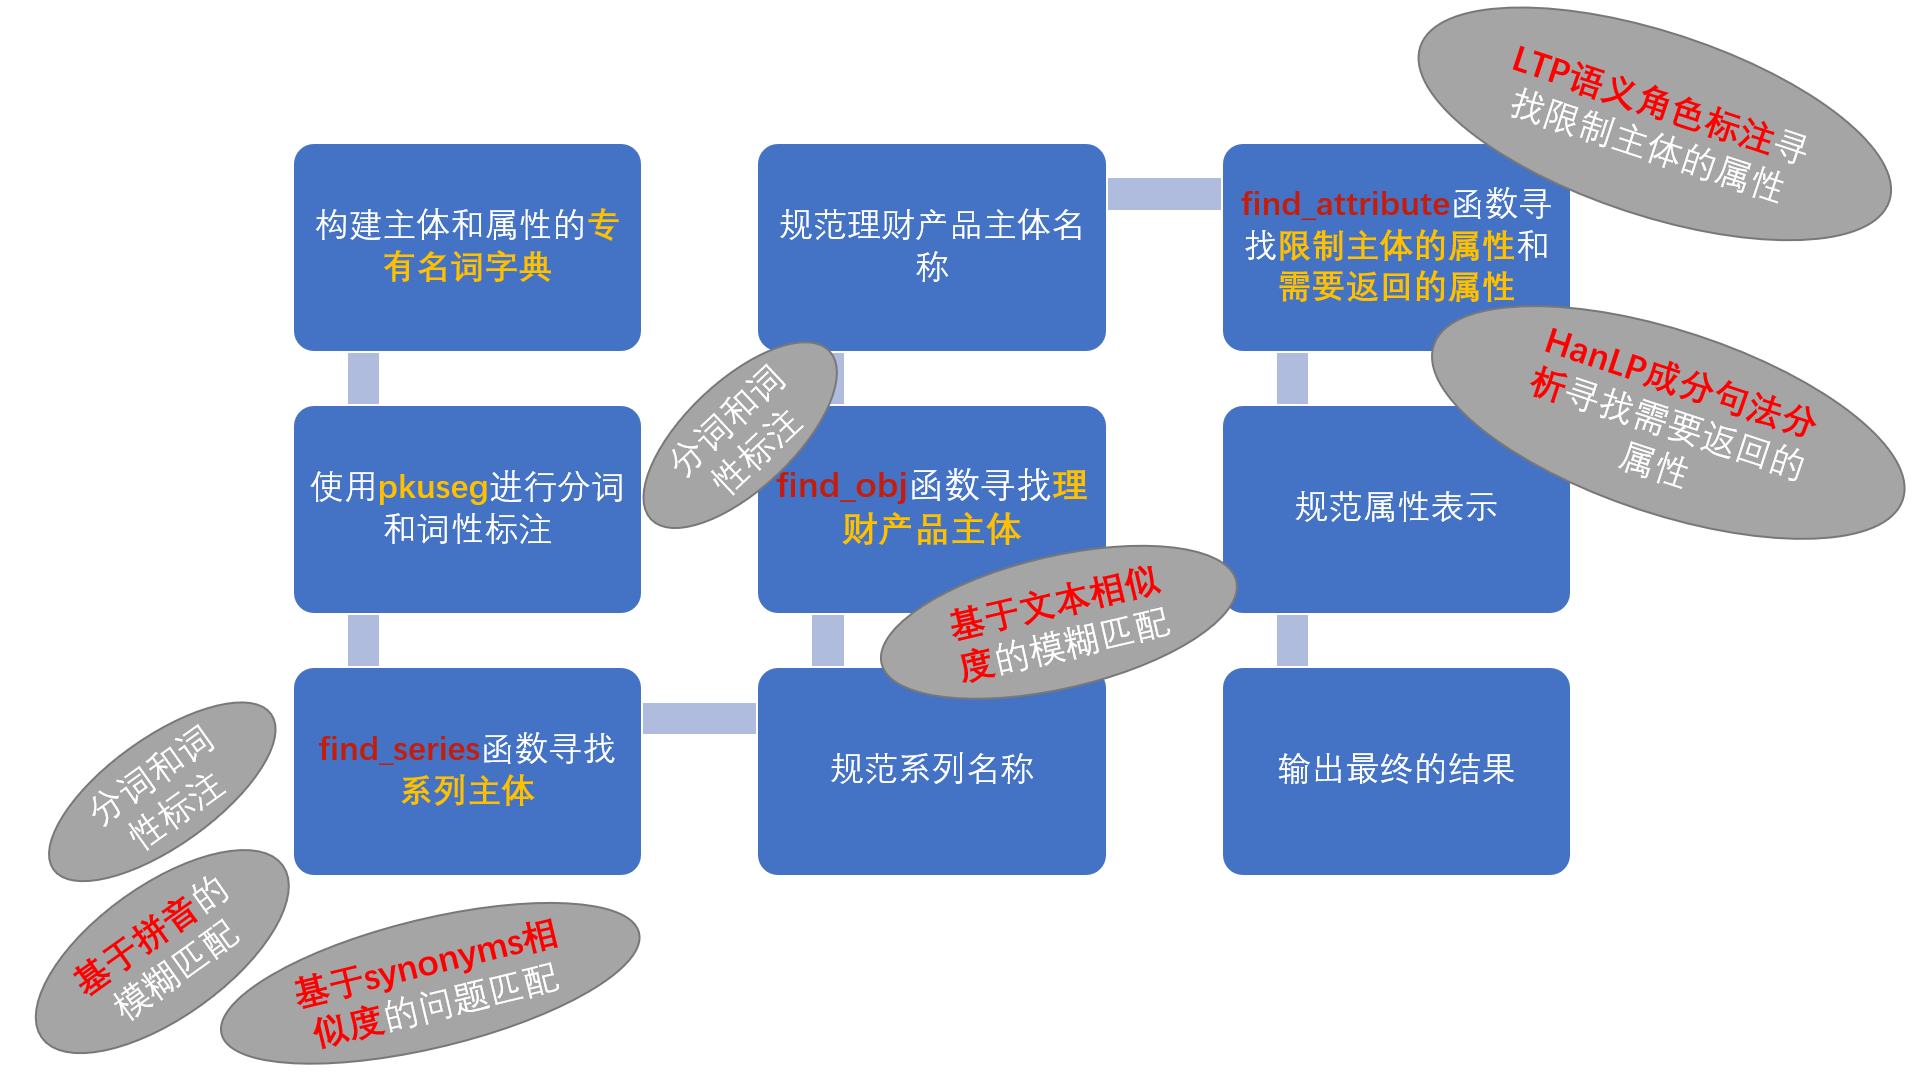 构建主体和属性的专
有名词字典
使用pkuseg进行分词
和词性标注
find_series函数寻找
系列主体
规范系列名称
find_obj函数寻找理
财产品主体
规范理财产品主体名
称
find_attribute函数寻
找限制主体的属性和
需要返回的属性
规范属性表示
输出最终的结果
分词和词
性标注
基于拼音的
模糊匹配
基于synonyms相
似度的问题匹配
分词和词
性标注
基于文本相似
度的模糊匹配
LTP语义角色标注寻
找限制主体的属性
HanLP成分句法分
析寻找需要返回的
属性